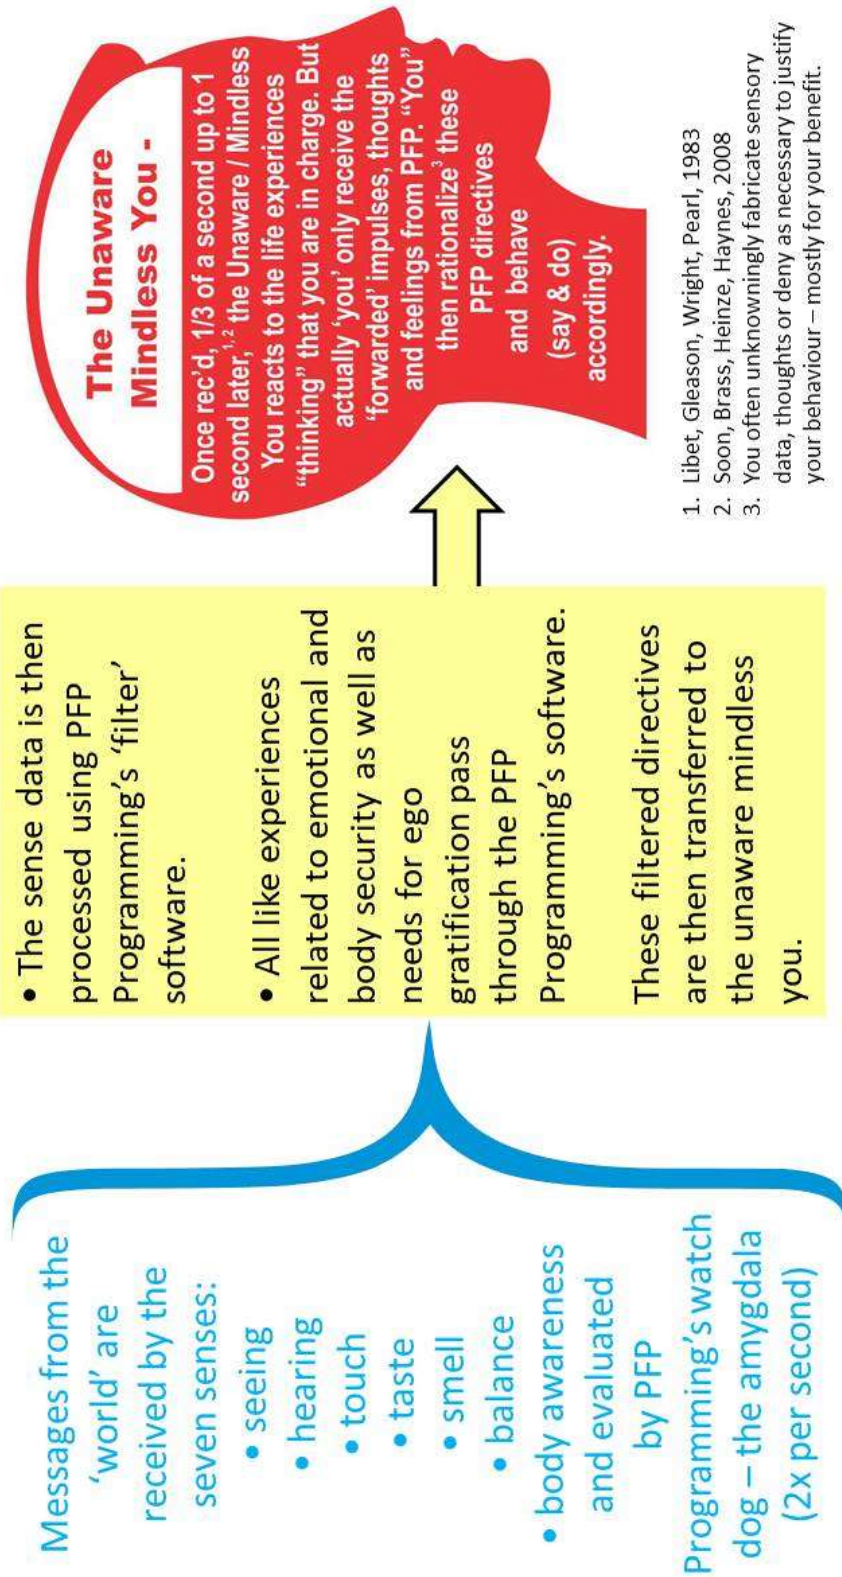 Messages from the
‘world’ are
received by the
seven senses:
• seeing
• hearing
• touch
• taste
• smell
• balance
• body awareness
and evaluated
by PFP
Programming’s watch
dog – the amygdala
(2x per second)
• The sense data is then
processed using PFP
Programming’s ‘filter’
software.
• All like experiences
related to emotional and
body security as well as
needs for ego
gratification pass
through the PFP
Programming’s software.
These filtered directives
are then transferred to
the unaware mindless
you.
The Unaware
Mindless You -
Once rec’d, 1/3 of a second up to 1
second later,1,2 the Unaware / Mindless
You reacts to the life experiences
“thinking” that you are in charge. But
actually ‘you’ only receive the
‘forwarded’ impulses, thoughts
and feelings from PFP. “You”
then rationalize3 these
PFP directives
and behave
(say & do)
accordingly.
1. Libet, Gleason, Wright, Pearl, 1983
2. Soon, Brass, Heinze, Haynes, 2008
3. You often unknowningly fabricate sensory
data, thoughts or deny as necessary to justify
your behaviour – mostly for your benefit.